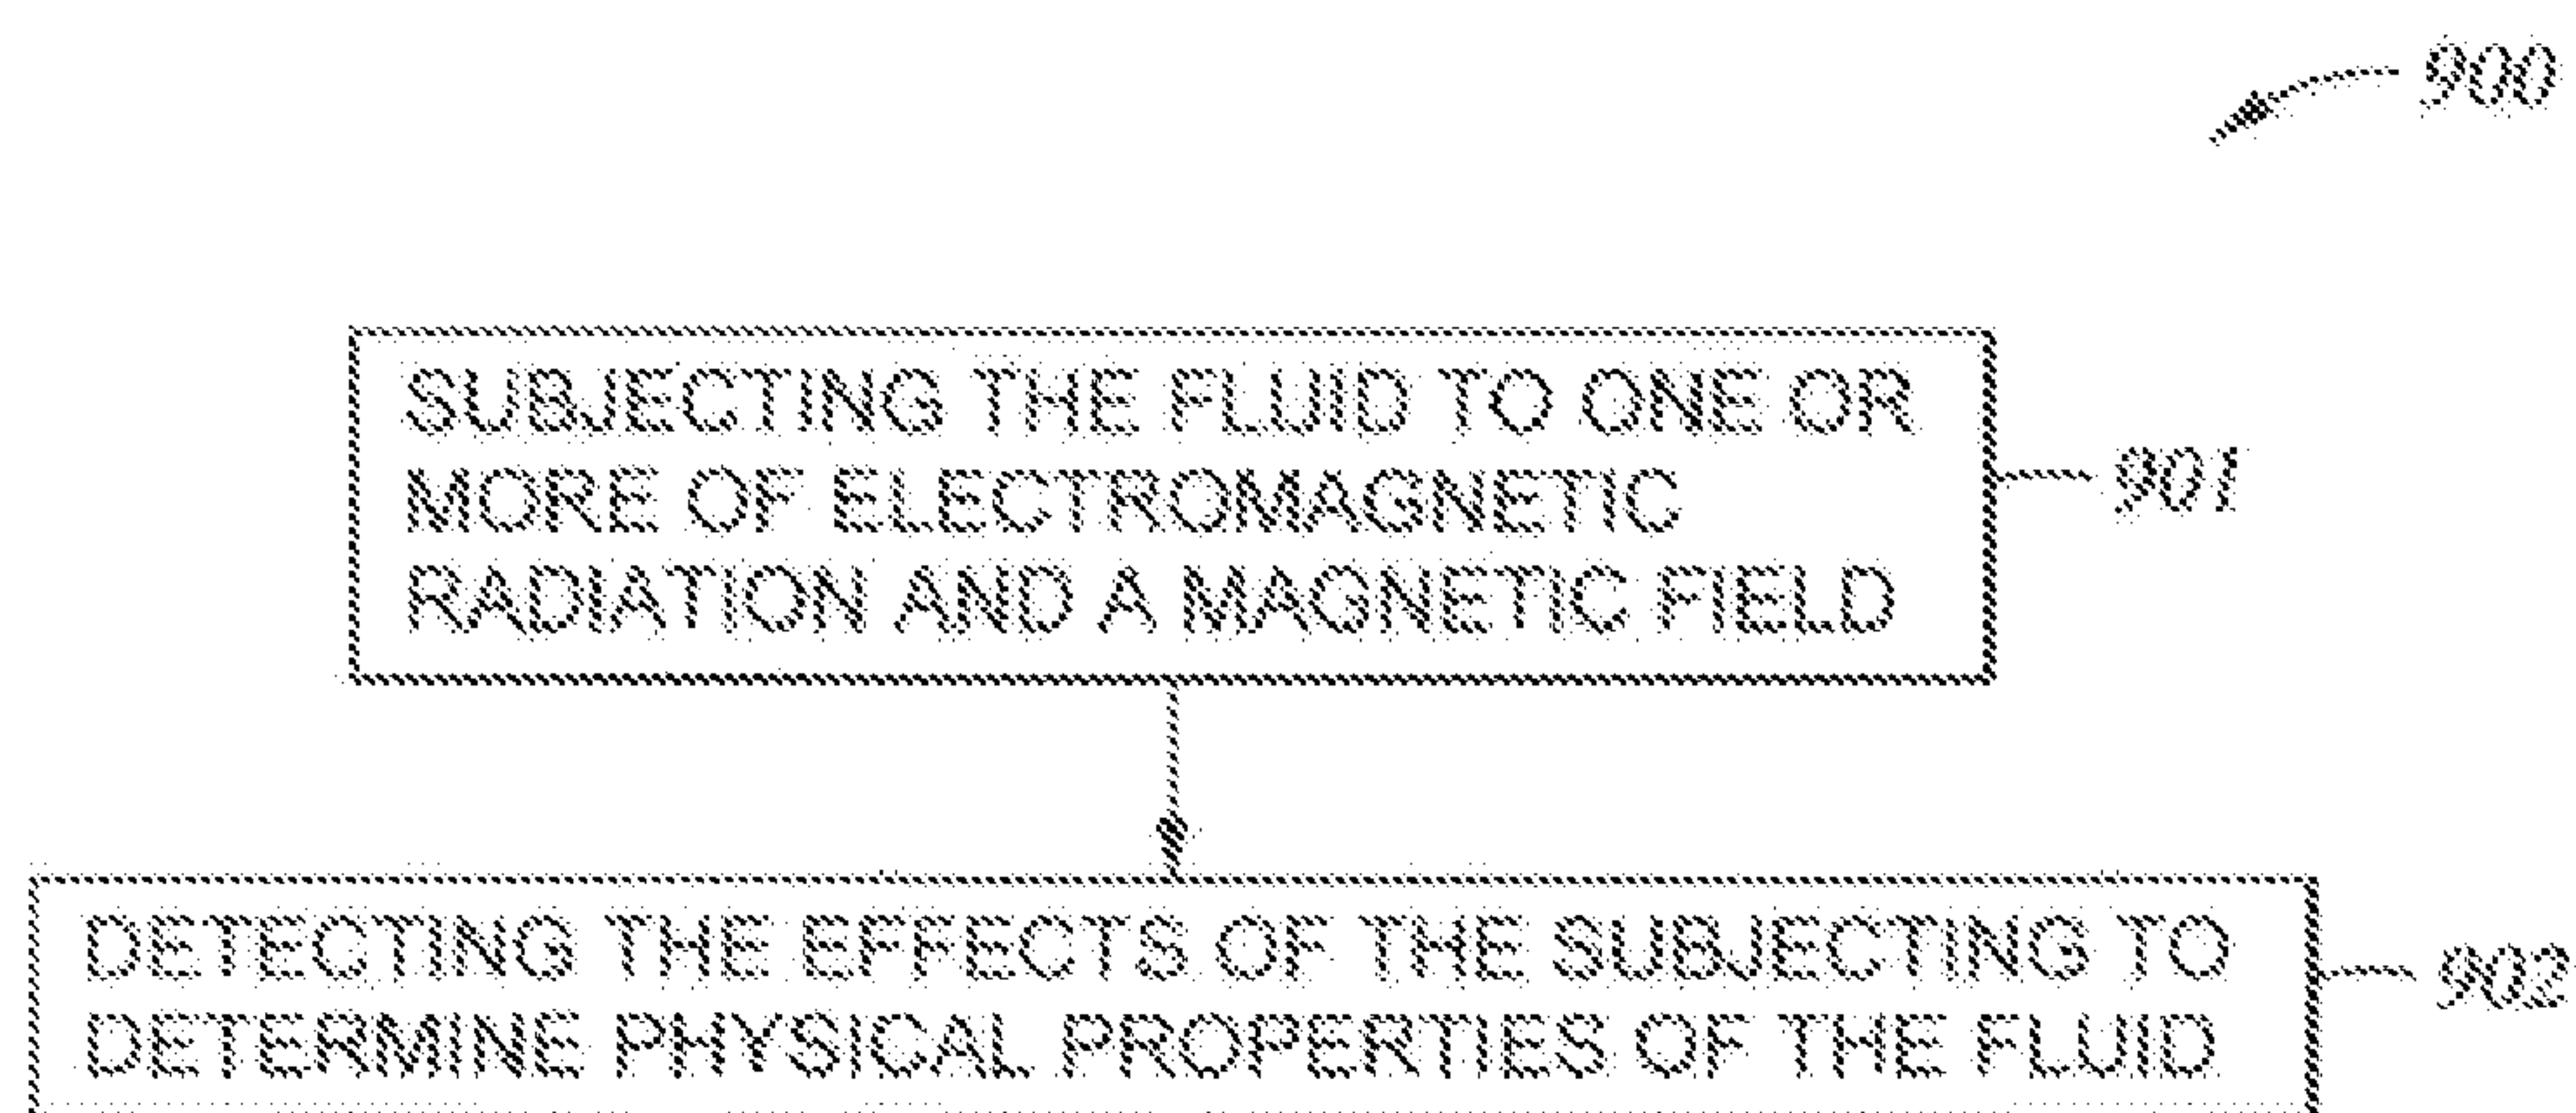 900
SUBJECTING THE FLUID TO ONE OR
MORE OF ELECTROMAGNETIC
RADIATION AND A MAGNETIC FIELD
901
DETECTING THE EFFECTS OF THE SUBJECTING TO
DETERMINE PHYSICAL PROPERTIES OF THE FLUID
902